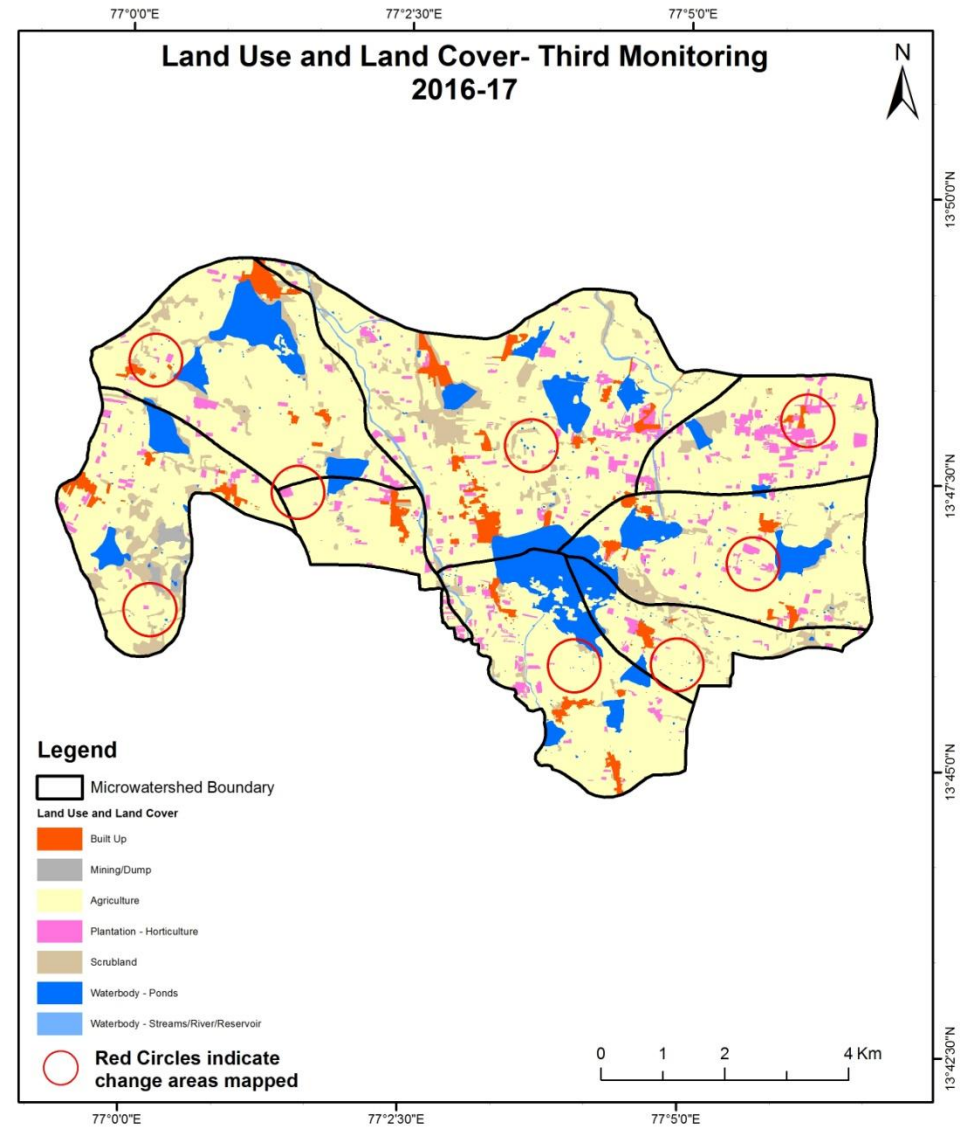 77°0'0"E 77°2'30"E 77°5'0"E
Land Use and Land Cover- Third Monitoring
2016-17
N
13°50'0"N
13°47'30"N
13°45'0"N
13°42'30"N
Legend
Microwatershed Boundary
Land Use and Land Cover
Built Up
Mining/Dump
Agriculture
Plantation - Horticulture
Scrubland
Waterbody - Ponds
Waterbody - Streams/River/Reservoir
Red Circles indicate
change areas mapped
0 1 2 4 Km
77°0'0"E 77°2'30"E 77°5'0"E